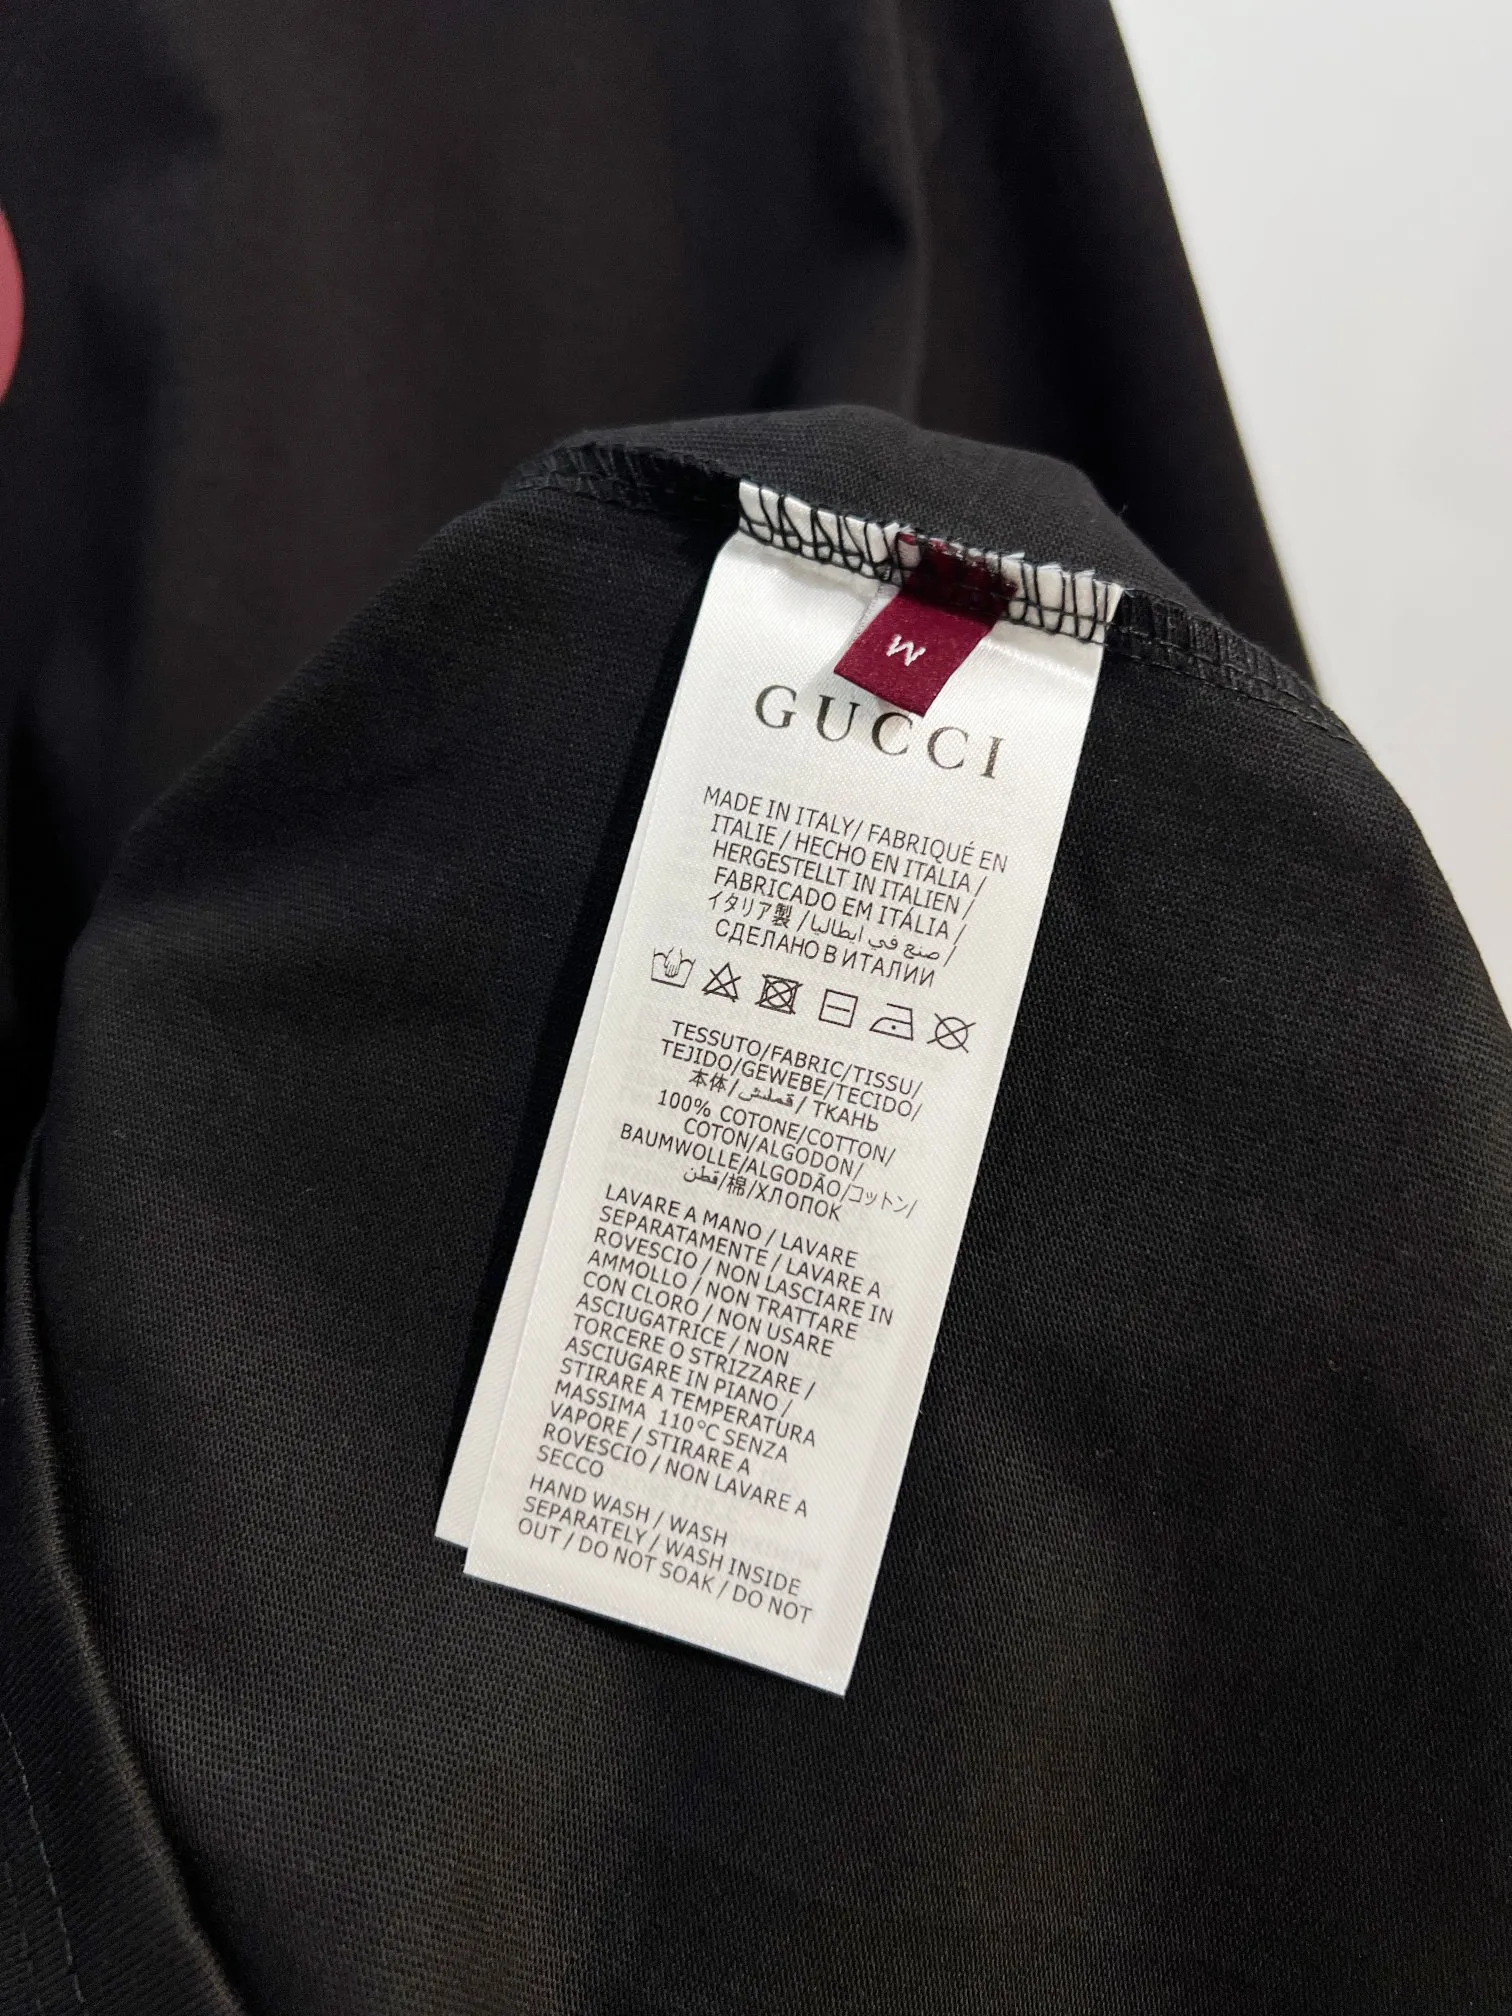 M
GUCCI
MADE IN ITALY/ FABRIQUÉ EN
ITALIE / HECHO EN ITALIA /
HERGESTELLT IN ITALIEN /
FABRICADO EM ITÁLIA /
イタリア製 / صنع في ايطاليا /
СДЕЛАНО В ИТАЛИИ
TESSUTO/FABRIC/TISSU/
TEJIDO/GEWEBE/TECIDO/
本体/قملش/ ТКАНЬ
100% COTONE/COTTON/
COTON/ALGODON/
BAUMWOLLE/ALGODÃO/コットン/
قطن/棉/ХЛОПОК
LAVARE A MANO / LAVARE
SEPARATAMENTE / LAVARE A
ROVESCIO / NON LASCIARE IN
AMMOLLO / NON TRATTARE
CON CLORO / NON USARE
ASCIUGATRICE / NON
TORCERE O STRIZZARE /
ASCIUGARE IN PIANO /
STIRARE A TEMPERATURA
MASSIMA 110°C SENZA
VAPORE / STIRARE A
ROVESCIO / NON LAVARE A
SECCO
HAND WASH / WASH
SEPARATELY / WASH INSIDE
OUT / DO NOT SOAK / DO NOT